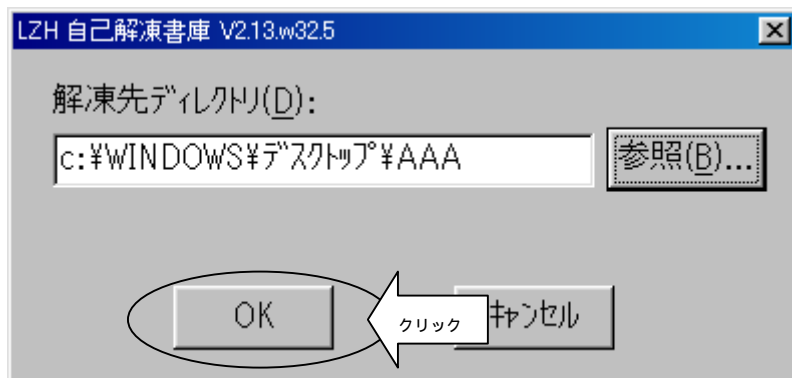 LZH 自己解凍書庫 V2.13.w32.5
解凍先ディレクトリ(D):
c:¥WINDOWS¥デスクトップ¥AAA
参照(B)...
OK
クリック
キャンセル